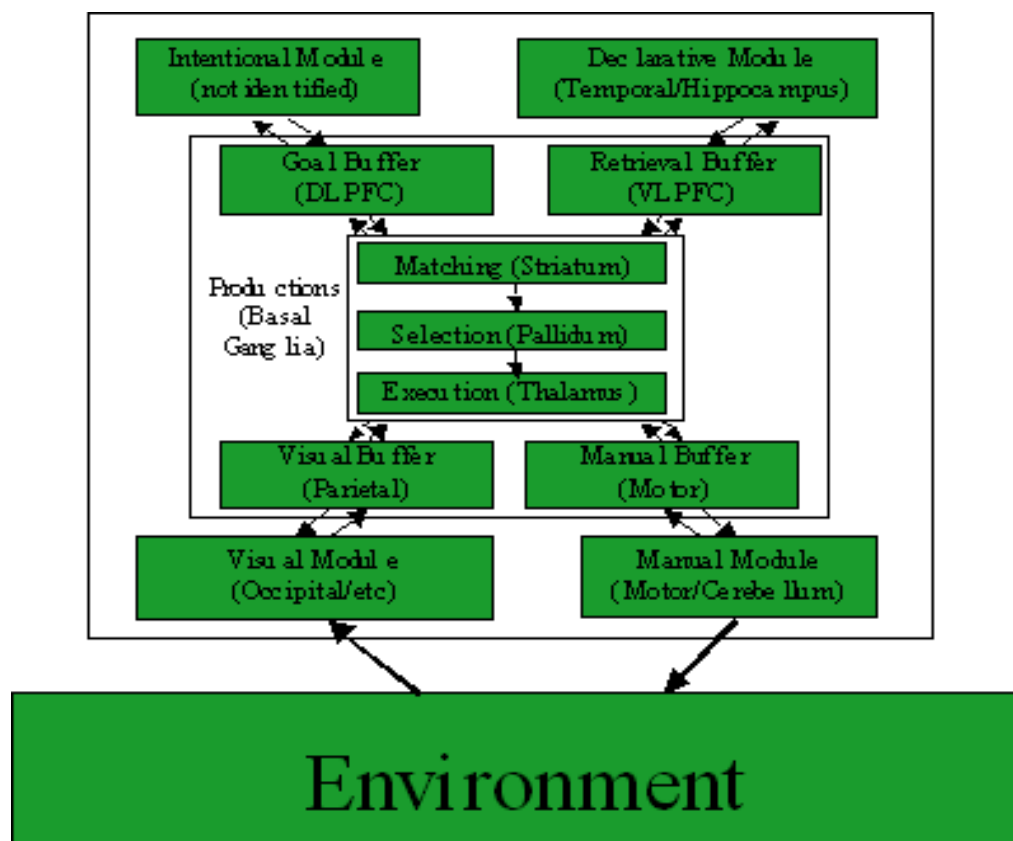 Intentional Module
(not identified)
Declarative Module
(Temporal/Hippocampus)
Goal Buffer
(DLPFC)
Retrieval Buffer
(VLPFC)
Matching (Striatum)
Productions
(Basal
Ganglia)
Selection (Pallidum)
Execution (Thalamus)
Visual Buffer
(Parietal)
Manual Buffer
(Motor)
Visual Module
(Occipital/etc)
Manual Module
(Motor/Cerebellum)
Environment